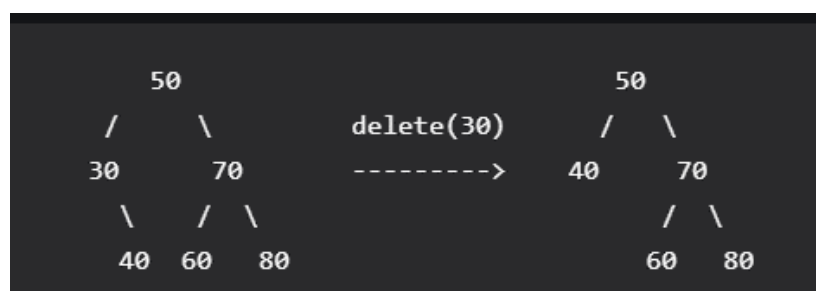 50 50
/ \ delete(30) / \
30 70 ---------> 40 70
\ / \ / \
40 60 80 60 80